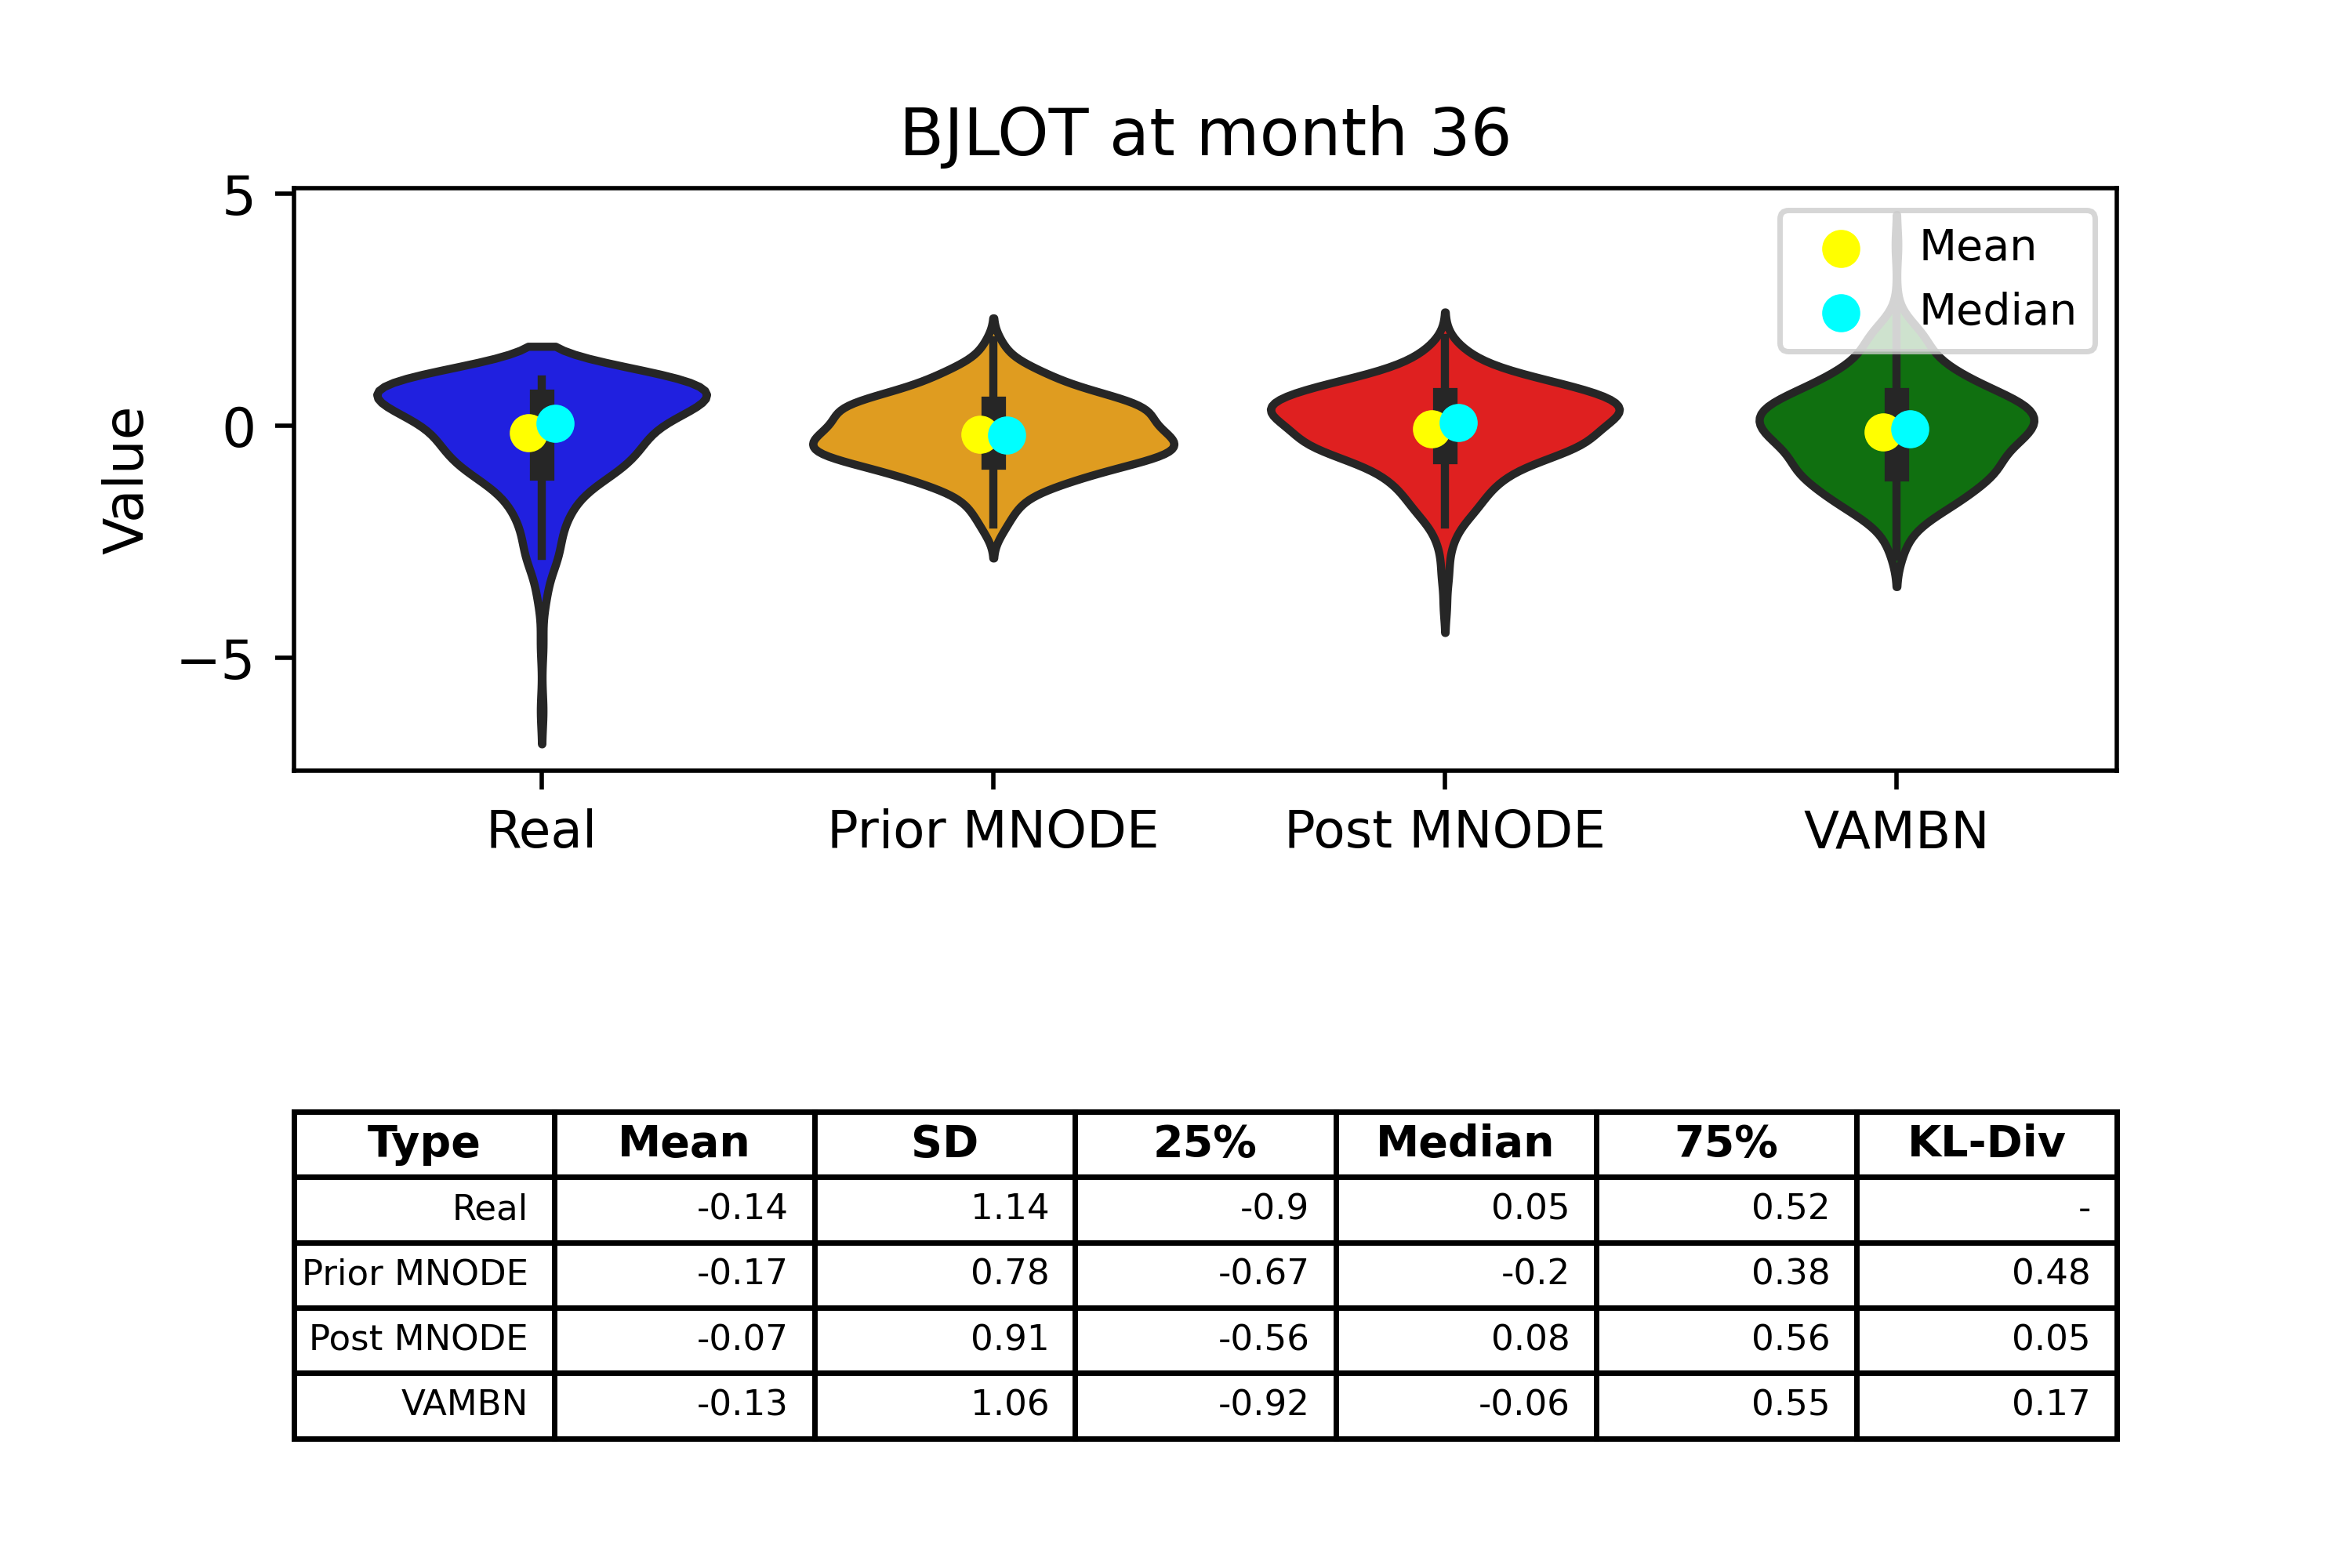 BJLOT at month 36
5
0
−5
Value
Mean
Median
Real Prior MNODE Post MNODE VAMBN
Type Mean SD 25% Median 75% KL-Div
Real -0.14 1.14 -0.9 0.05 0.52 -
Prior MNODE -0.17 0.78 -0.67 -0.2 0.38 0.48
Post MNODE -0.07 0.91 -0.56 0.08 0.56 0.05
VAMBN -0.13 1.06 -0.92 -0.06 0.55 0.17